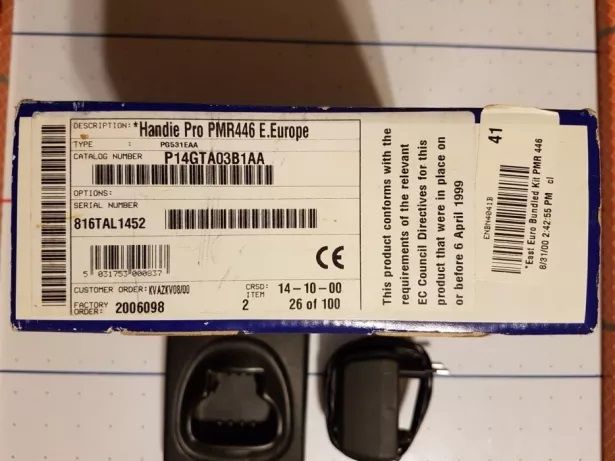 DESCRIPTION: *Handie Pro PMR446 E.Europe
TYPE : PG531EAA
CATALOG NUMBER P14GTA03B1AA
OPTIONS:
SERIAL NUMBER
816TAL1452
5 031753 000837
CE
CUSTOMER ORDER: KVAZKV08/00
CRSD: 14-10-00
ITEM
2 26 of 100
FACTORY ORDER: 2006098
This product conforms with the
requirements of the relevant
EC Council Directives for this
product that were in place on
or before 6 April 1999
41
ENBN4041B
*East Euro Bundled Kit PMR 446
8/31/00 2:42:55 PM cl